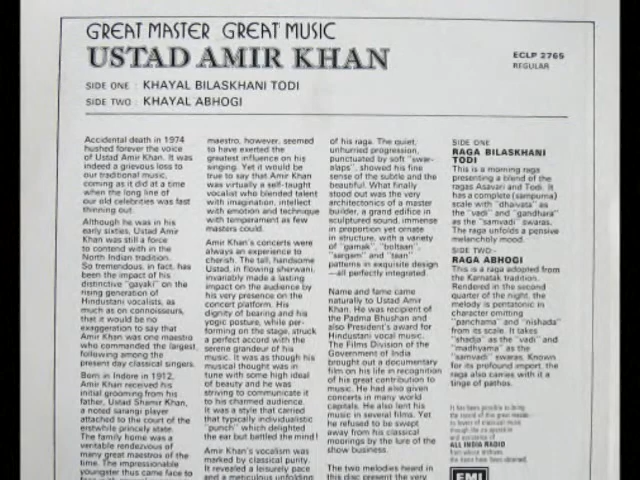 GREAT MASTER GREAT MUSIC
USTAD AMIR KHAN
ECLP 2765
REGULAR
SIDE ONE : KHAYAL BILASKHANI TODI
SIDE TWO : KHAYAL ABHOGI
Accidental death in 1974
hushed forever the voice
of Ustad Amir Khan. It was
indeed a grievous loss to
our traditional music,
coming as it did at a time
when the long line of
our old celebrities was fast
thinning out.
Although he was in his
early sixties, Ustad Amir
Khan was still a force
to contend with in the
North Indian tradition.
So tremendous, in fact, has
been the impact of his
distinctive "gayaki" on the
rising generation of
Hindustani vocalists, as
much as on connoisseurs,
that it would be no
exaggeration to say that
Amir Khan was one maestro
who commanded the largest
following among the
present day classical singers.
Born in Indore in 1912,
Amir Khan received his
initial grooming from his
father, Ustad Shamir Khan,
a noted sarangi player
attached to the court of the
erstwhile princely state.
The family home was a
veritable rendezvous of
many great maestros of the
time. The impressionable
youngster thus came face to
maestro, however, seemed
to have exerted the
greatest influence on his
singing. Yet it would be
true to say that Amir Khan
was virtually a self-taught
vocalist who blended talent
with imagination, intellect
with emotion and technique
with temperament as few
masters could.
Amir Khan's concerts were
always an experience
to cherish. The tall, handsome
Ustad, in flowing sherwani,
invariably made a lasting
impact on the audience by
his very presence on the
concert platform. His
dignity of bearing and his
yogic posture, while per-
forming on the stage, struck
a perfect accord with the
serene grandeur of his
music. It was as though his
musical thought was in
tune with some high ideal
of beauty and he was
striving to communicate it
to his charmed audience.
It was a style that carried
that typically individualistic
"punch" which delighted
the ear but battled the mind!
Amir Khan's vocalism was
marked by classical purity.
It revealed a leisurely pace
and a meticulous unfolding
of his raga. The quiet,
unhurried progression,
punctuated by soft "swar-
alaps", showed his fine
sense of the subtle and the
beautiful. What finally
stood out was the very
architectonics of a master
builder, a grand edifice in
sculptured sound, immense
in proportion yet ornate
in structure, with a variety
of "gamak", "boltaan",
"sargam" and "taan"
patterns in exquisite design
—all perfectly integrated.
Name and fame came
naturally to Ustad Amir
Khan. He was recipient of
the Padma Bhushan and
also President's award for
Hindustani vocal music.
The Films Division of the
Government of India
brought out a documentary
film on his life in recognition
of his great contribution to
music. He had also given
concerts in many world
capitals. He also lent his
music in several films. Yet
he refused to be swept
away from his classical
moorings by the lure of the
show business.
The two melodies heard in
this disc present the very
SIDE ONE
RAGA BILASKHANI
TODI
This is a morning raga
presenting a blend of the
ragas Asavari and Todi. It
has a complete (sampurna)
scale with "dhaivata" as
the "vadi" and "gandhara"
as the "samvadi" swaras.
The raga unfolds a pensive
melancholy mood.
SIDE TWO
RAGA ABHOGI
This is a raga adopted from
the Karnatak tradition.
Rendered in the second
quarter of the night, the
melody is pentatonic in
character omitting
"panchama" and "nishada"
from its scale. It takes
"shadja" as the "vadi" and
"madhyama" as the
"samvadi" swaras. Known
for its profound import, the
raga also carries with it a
tinge of pathos.
It has been possible to bring
ALL INDIA RADIO
EMI